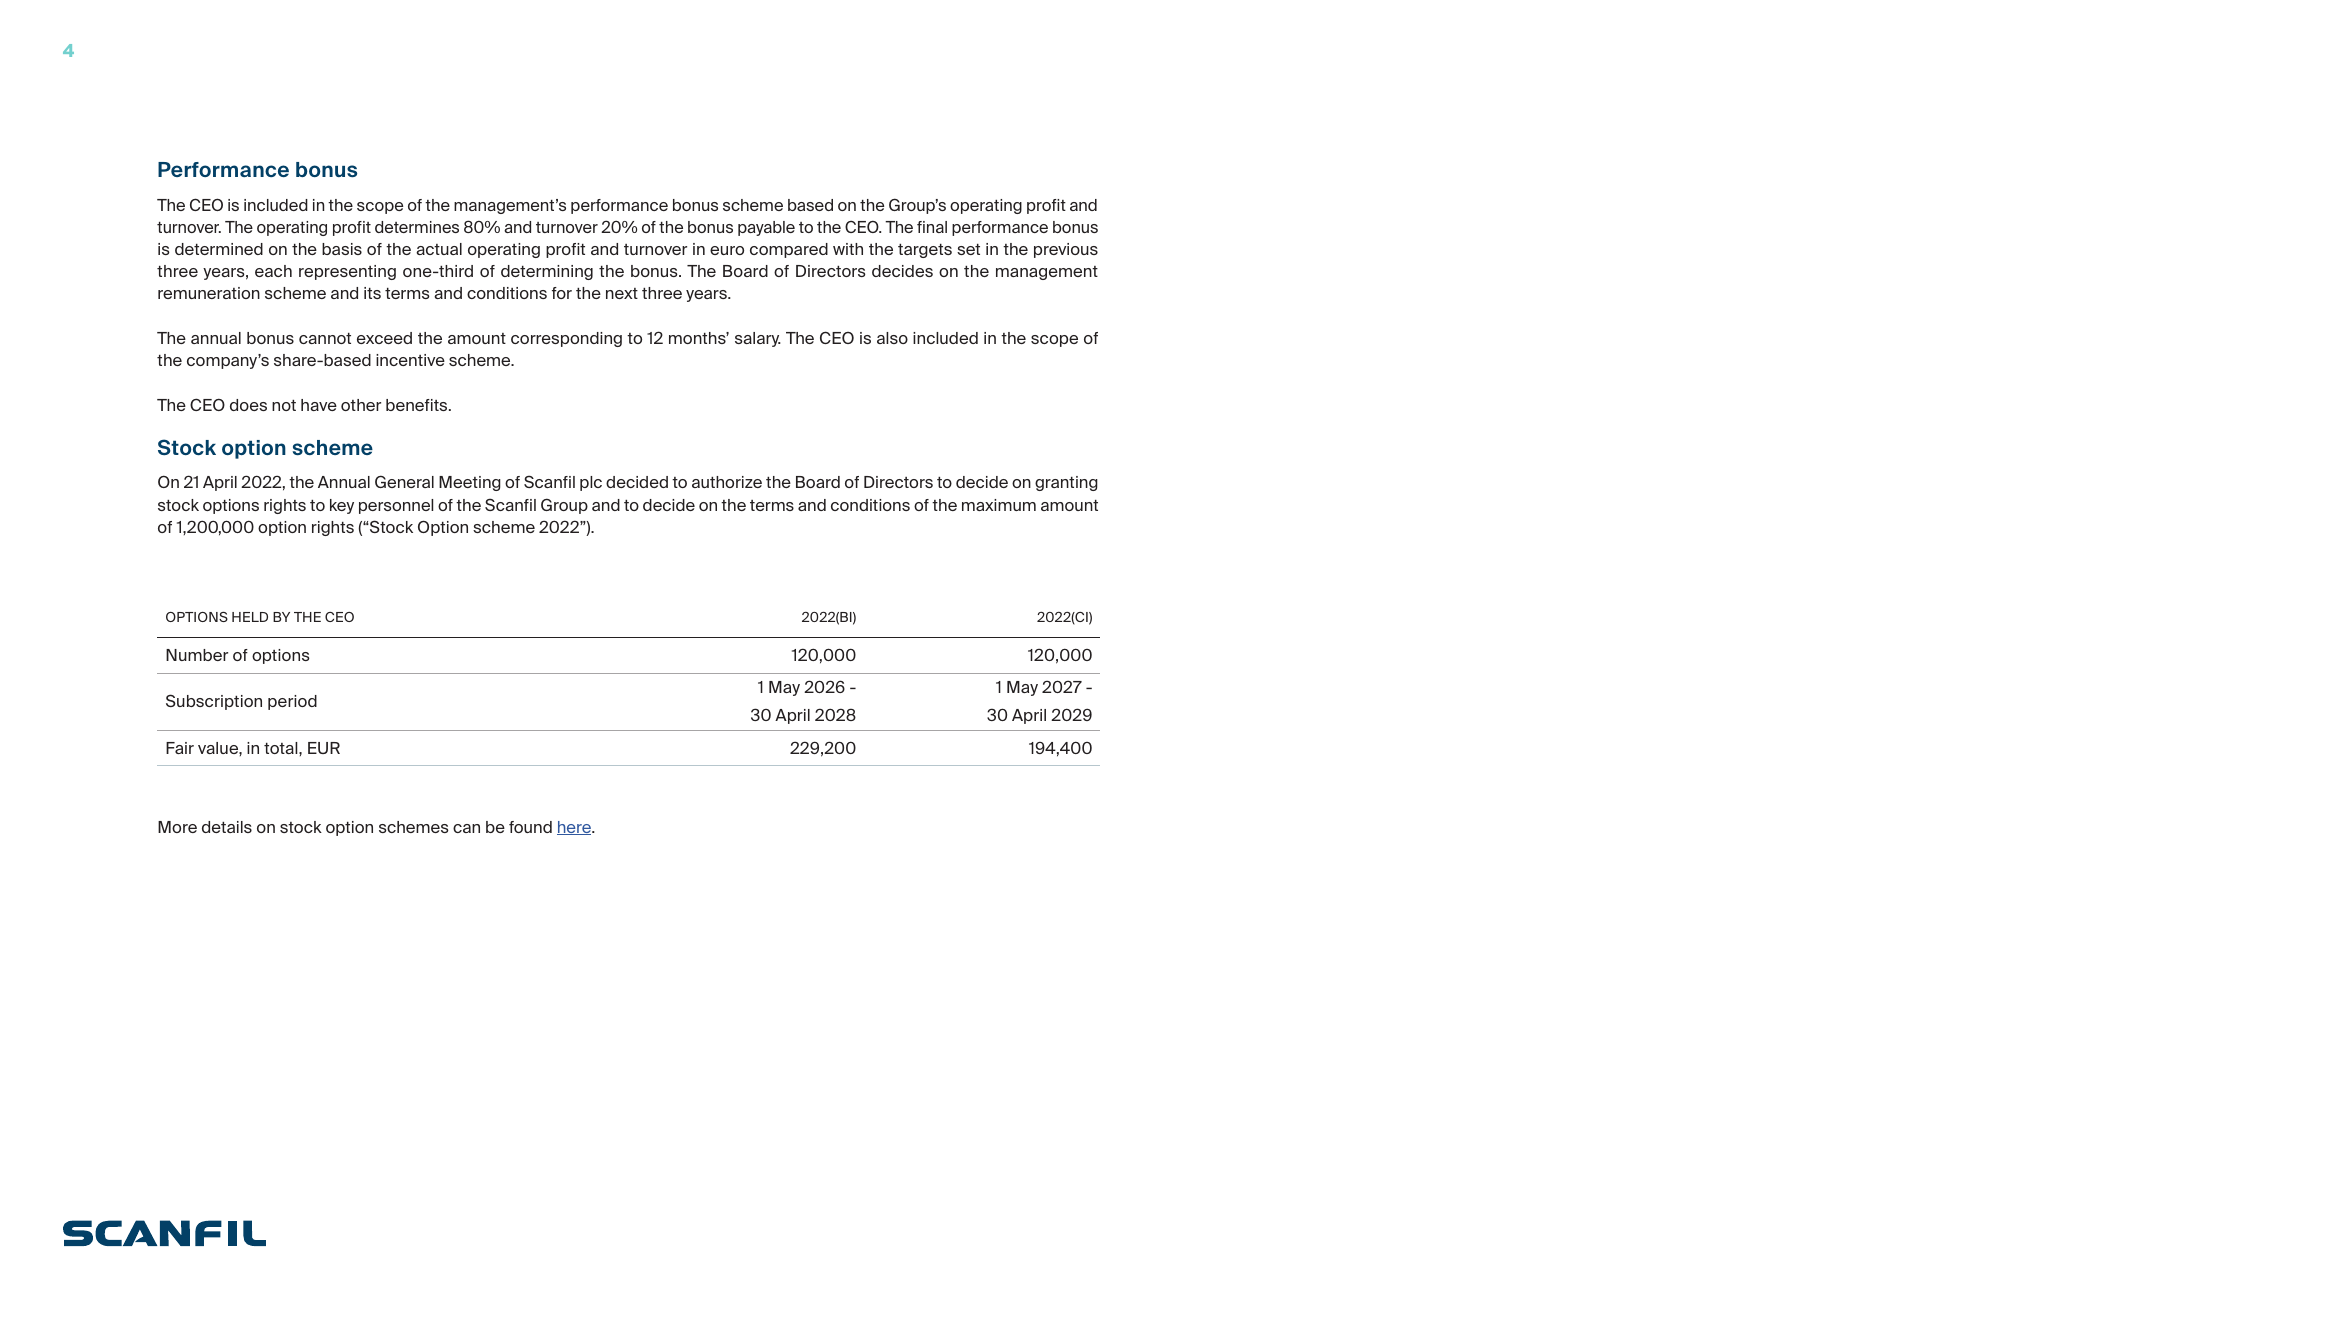 4
Performance bonus
The CEO is included in the scope of the management’s performance bonus scheme based on the Group’s operating profit and
turnover. The operating profit determines 80% and turnover 20% of the bonus payable to the CEO. The final performance bonus
is determined on the basis of the actual operating profit and turnover in euro compared with the targets set in the previous
three years, each representing one-third of determining the bonus. The Board of Directors decides on the management
remuneration scheme and its terms and conditions for the next three years.
The annual bonus cannot exceed the amount corresponding to 12 months’ salary. The CEO is also included in the scope of
the company’s share-based incentive scheme.
The CEO does not have other benefits.
Stock option scheme
On 21 April 2022, the Annual General Meeting of Scanfil plc decided to authorize the Board of Directors to decide on granting
stock options rights to key personnel of the Scanfil Group and to decide on the terms and conditions of the maximum amount
of 1,200,000 option rights (“Stock Option scheme 2022”).
OPTIONS HELD BY THE CEO 2022(BI) 2022(CI)
Number of options 120,000 120,000
Subscription period 1 May 2026 - 1 May 2027 -
30 April 2028 30 April 2029
Fair value, in total, EUR 229,200 194,400
More details on stock option schemes can be found here.
SCANFIL